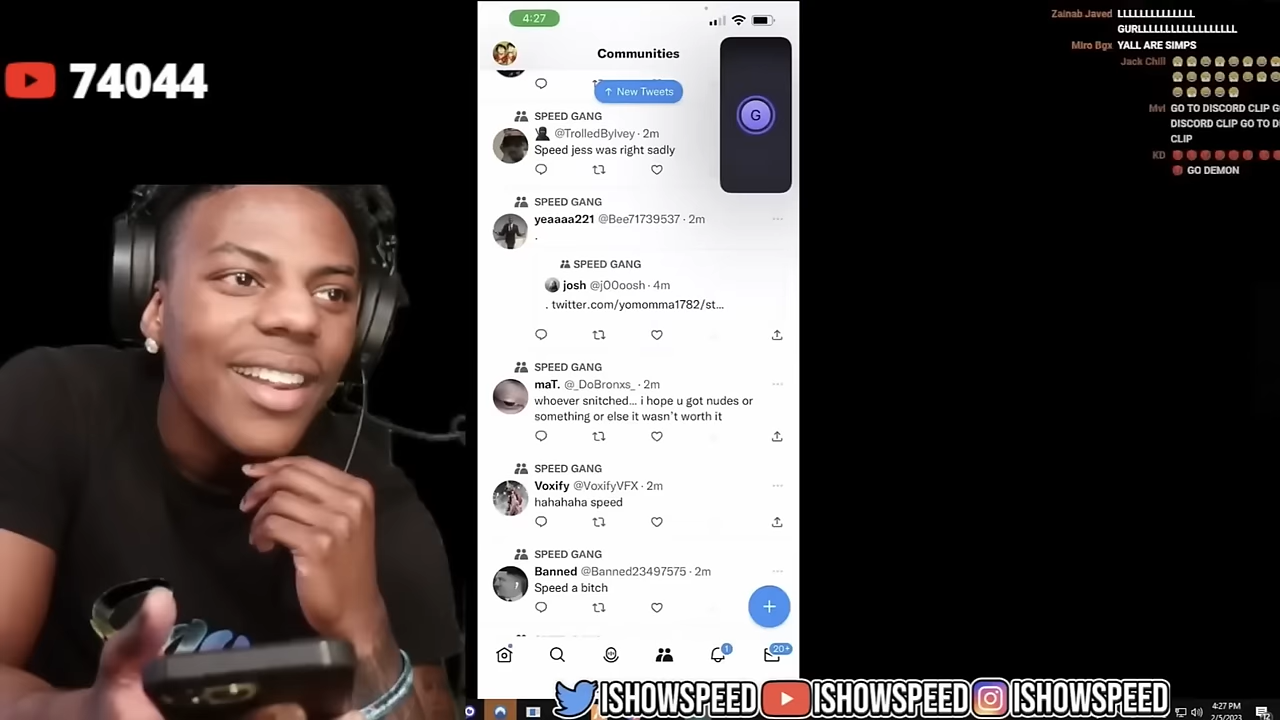 74044
4:27
Communities
↑ New Tweets
G
SPEED GANG
@TrolledByIvey · 2m
Speed jess was right sadly
SPEED GANG
yeaaaa221 @Bee71739537 · 2m
.
SPEED GANG
josh @j00oosh · 4m
. twitter.com/yomomma1782/st...
SPEED GANG
maT. @_DoBronxs_ · 2m
whoever snitched... i hope u got nudes or
something or else it wasn't worth it
SPEED GANG
Voxify @VoxifyVFX · 2m
hahahaha speed
SPEED GANG
Banned @Banned23497575 · 2m
Speed a bitch
1
20+
Zainab Javed LLLLLLLLLLLLL
GURLLLLLLLLLLLLLLLLL
Miro Bgx YALL ARE SIMPS
Jack Chill
Mvl GO TO DISCORD CLIP G
DISCORD CLIP GO TO D
CLIP
KD
GO DEMON
ISHOWSPEED ISHOWSPEED ISHOWSPEED
4:27 PM